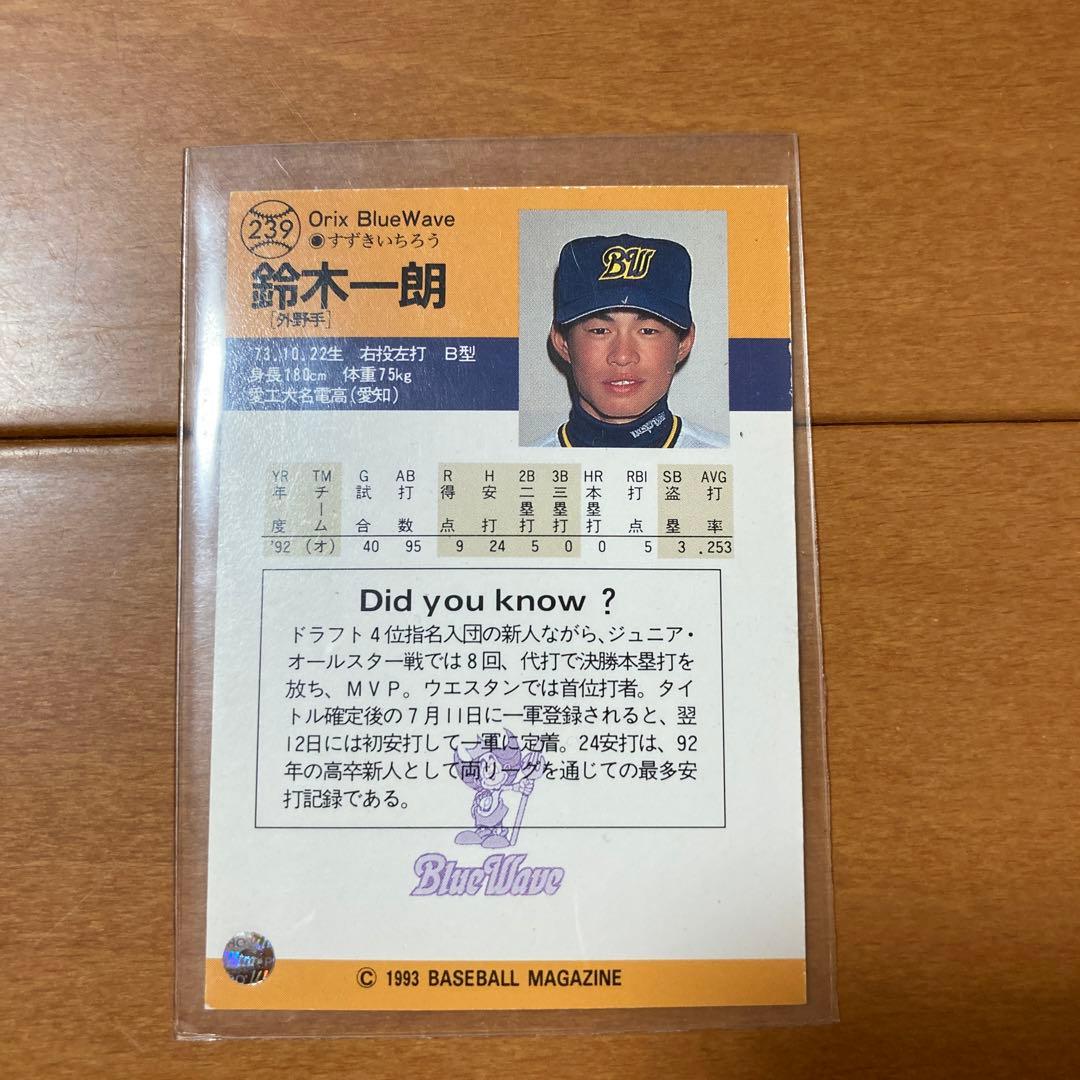 239
Orix BlueWave
●すずきいちろう
鈴木一朗
[外野手]
'73.10.22生 右投左打 B型
身長180cm 体重75kg
愛工大名電高(愛知)
BW
YR TM G AB R H 2B 3B HR RBI SB AVG
年度 チーム 試合 打数 得点 安打 二塁打 三塁打 本塁打 打点 盗塁 打率
'92 (オ) 40 95 9 24 5 0 0 5 3 .253
Did you know ?
ドラフト4位指名入団の新人ながら、ジュニア・
オールスター戦では8回、代打で決勝本塁打を
放ち、MVP。ウエスタンでは首位打者。タイ
トル確定後の7月11日に一軍登録されると、翌
12日には初安打して一軍に定着。24安打は、92
年の高卒新人として両リーグを通じての最多安
打記録である。
BlueWave
© 1993 BASEBALL MAGAZINE